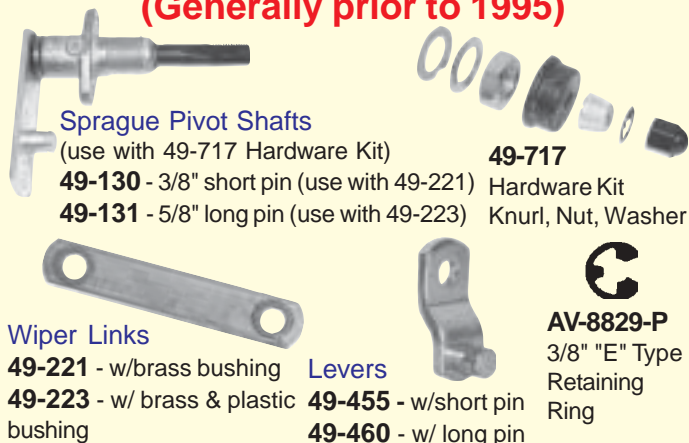 (Generally prior to 1995)
Sprague Pivot Shafts
(use with 49-717 Hardware Kit)
49-130 - 3/8" short pin (use with 49-221)
49-131 - 5/8" long pin (use with 49-223)
49-717
Hardware Kit
Knurl, Nut, Washer
Wiper Links
49-221 - w/brass bushing
49-223 - w/ brass & plastic
bushing
Levers
49-455 - w/short pin
49-460 - w/ long pin
AV-8829-P
3/8" "E" Type
Retaining
Ring